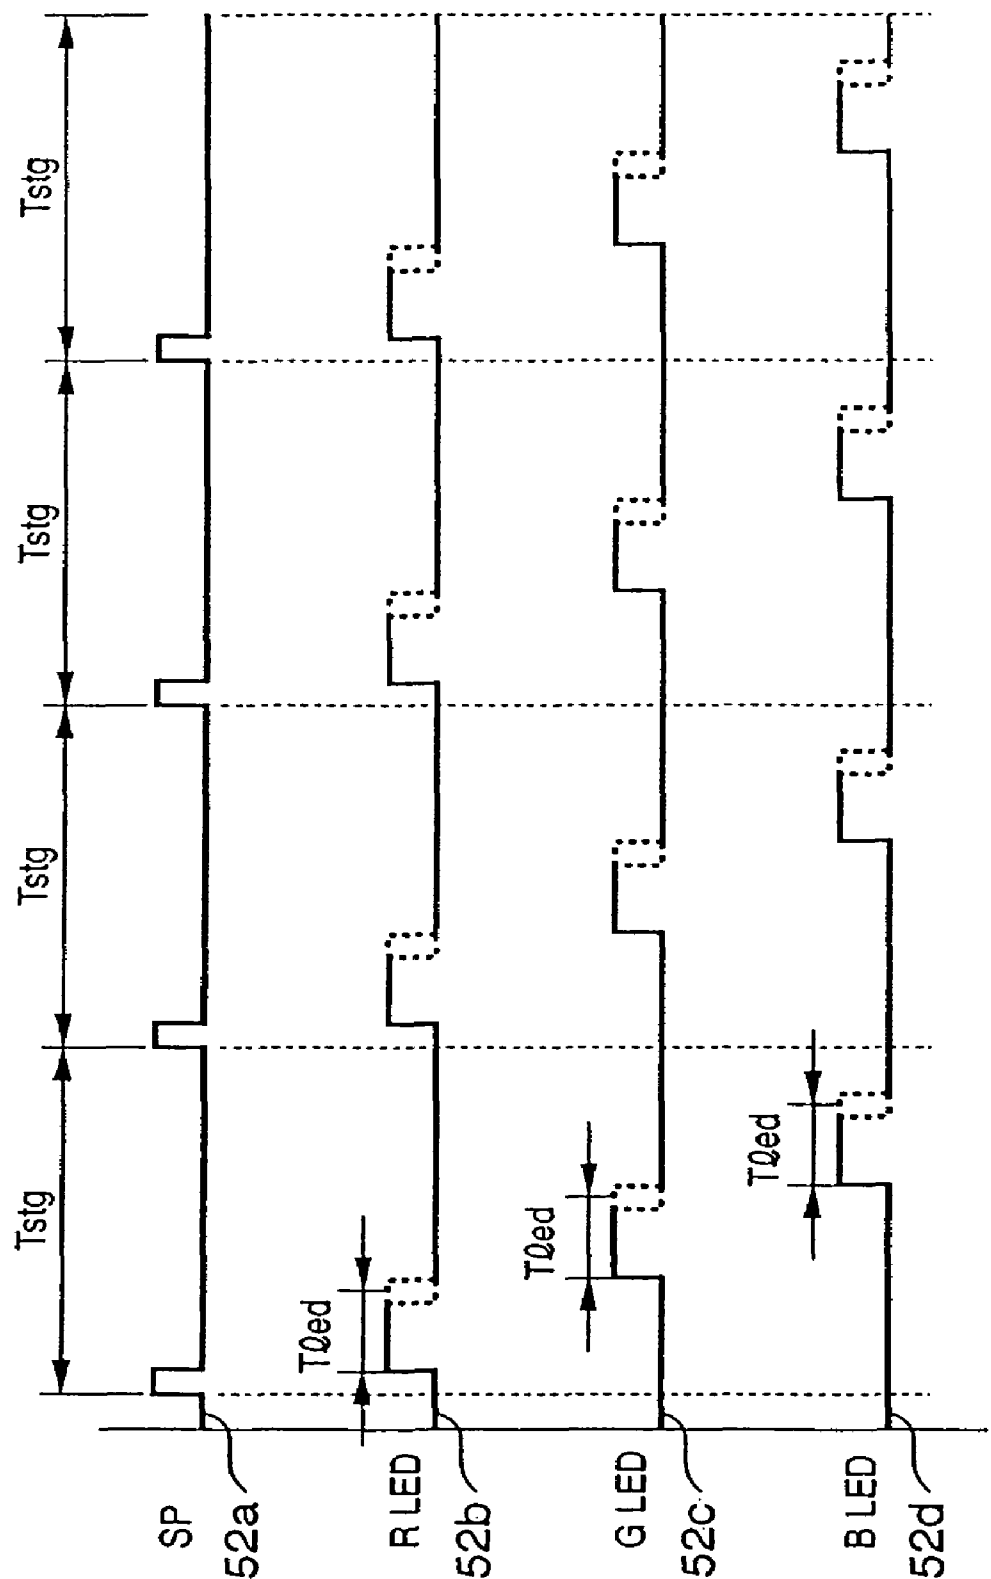 Tstg Tstg Tstg Tstg
SP
52a
Tℓed
R LED
52b
Tℓed
G LED
52c
Tℓed
B LED
52d